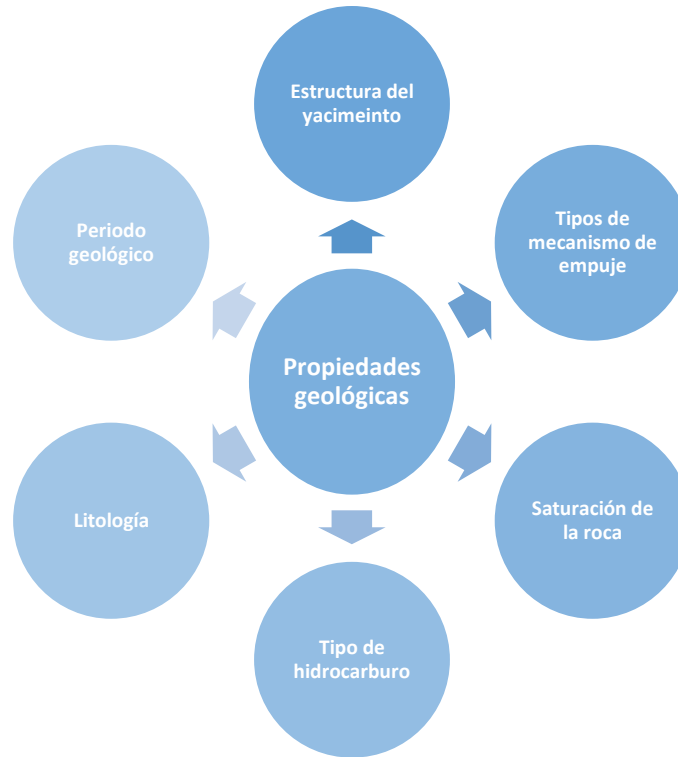 Estructura del
yacimeinto
Tipos de
mecanismo de
empuje
Saturación de
la roca
Tipo de
hidrocarburo
Litología
Periodo
geológico
Propiedades
geológicas